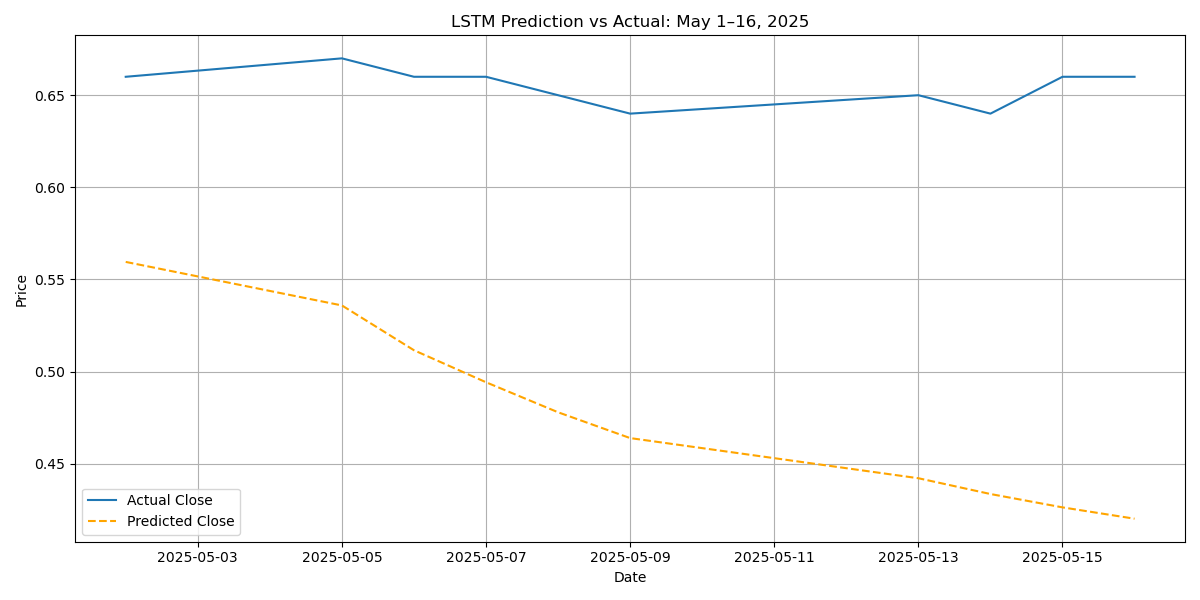 LSTM Prediction vs Actual: May 1–16, 2025
Price
0.65
0.60
0.55
0.50
0.45
Actual Close
Predicted Close
2025-05-03
2025-05-05
2025-05-07
2025-05-09
2025-05-11
2025-05-13
2025-05-15
Date